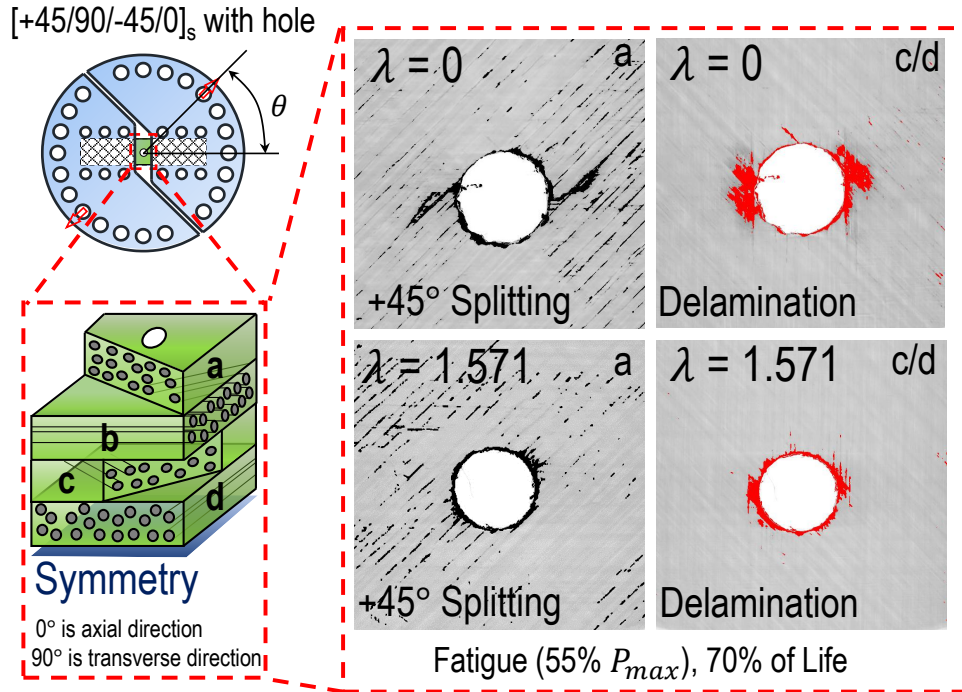 [+45/90/-45/0]s with hole
θ
a
b
c
d
Symmetry
0° is axial direction
90° is transverse direction
λ = 0
a
+45° Splitting
λ = 0
c/d
Delamination
λ = 1.571
a
+45° Splitting
λ = 1.571
c/d
Delamination
Fatigue (55% Pmax), 70% of Life